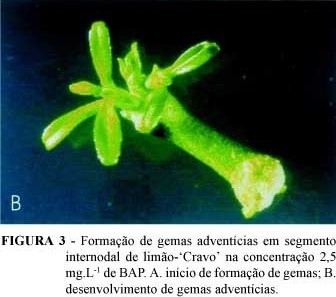 B
FIGURA 3 - Formação de gemas adventícias em segmento
internodal de limão-‘Cravo’ na concentração 2,5
mg.L-1 de BAP. A. início de formação de gemas; B.
desenvolvimento de gemas adventícias.